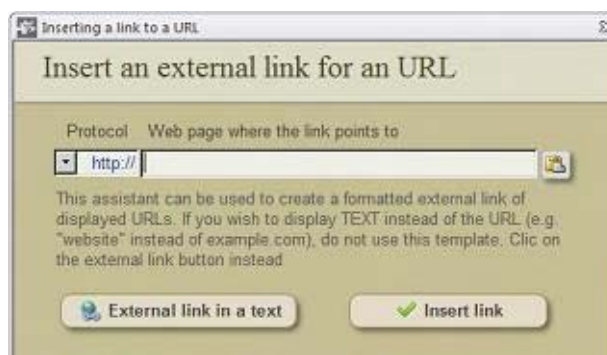 Inserting a link to a URL
Insert an external link for an URL
Protocol Web page where the link points to
http://
This assistant can be used to create a formatted external link of
displayed URLs. If you wish to display TEXT instead of the URL (e.g.
"website" instead of example.com), do not use this template. Clic on
the external link button instead
External link in a text Insert link